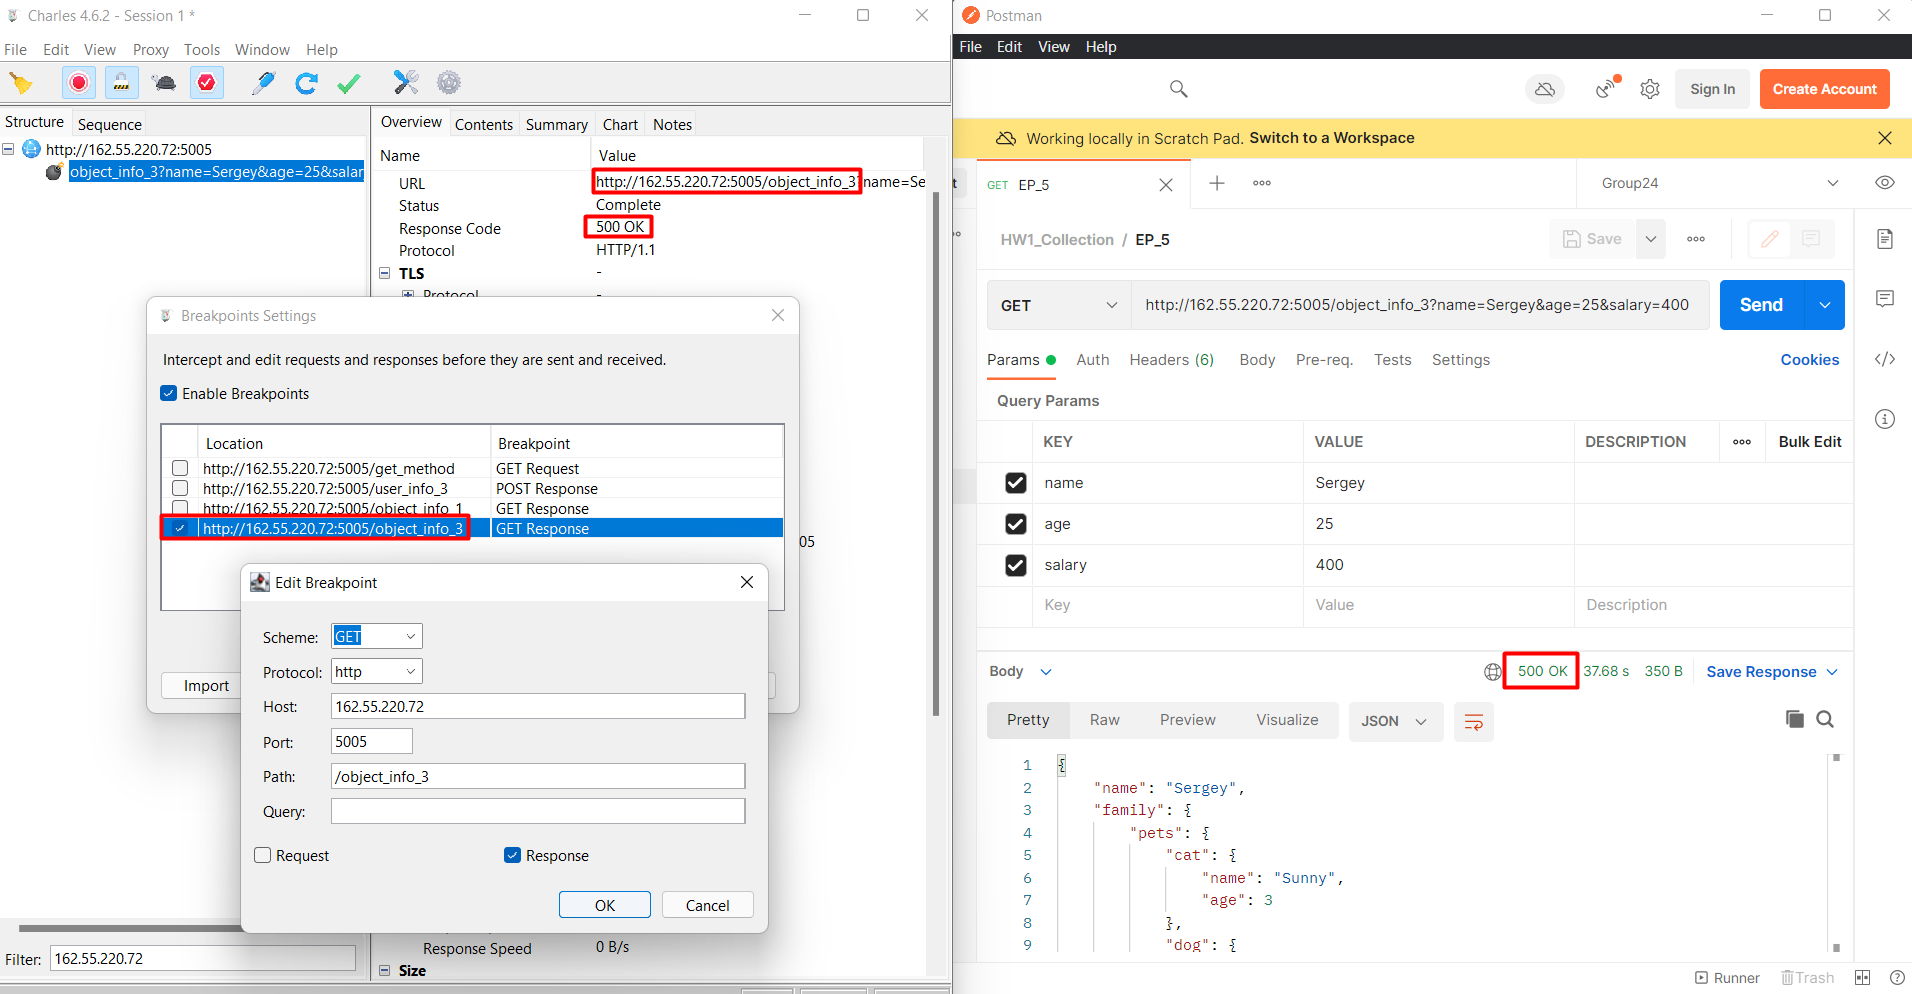 Charles 4.6.2 - Session 1 *
File Edit View Proxy Tools Window Help
Structure Sequence
http://162.55.220.72:5005
object_info_3?name=Sergey&age=25&salar
Filter: 162.55.220.72
Overview Contents Summary Chart Notes
Name Value
URL http://162.55.220.72:5005/object_info_3?name=Se
Status Complete
Response Code 500 OK
Protocol HTTP/1.1
TLS -
Protocol -
05
Response Speed 0 B/s
Size
Breakpoints Settings
Intercept and edit requests and responses before they are sent and received.
Enable Breakpoints
Location Breakpoint
http://162.55.220.72:5005/get_method GET Request
http://162.55.220.72:5005/user_info_3 POST Response
http://162.55.220.72:5005/object_info_1 GET Response
http://162.55.220.72:5005/object_info_3 GET Response
Import
Edit Breakpoint
Scheme: GET
Protocol: http
Host: 162.55.220.72
Port: 5005
Path: /object_info_3
Query:
Request Response
OK Cancel
Postman
File Edit View Help
Sign In Create Account
Working locally in Scratch Pad. Switch to a Workspace
t GET EP_5 Group24
HW1_Collection / EP_5 Save
GET http://162.55.220.72:5005/object_info_3?name=Sergey&age=25&salary=400 Send
Params Auth Headers (6) Body Pre-req. Tests Settings Cookies
Query Params
KEY VALUE DESCRIPTION Bulk Edit
name Sergey
age 25
salary 400
Key Value Description
Body 500 OK 37.68 s 350 B Save Response
Pretty Raw Preview Visualize JSON
1 {
2 "name": "Sergey",
3 "family": {
4 "pets": {
5 "cat": {
6 "name": "Sunny",
7 "age": 3
8 },
9 "dog": {
Runner Trash